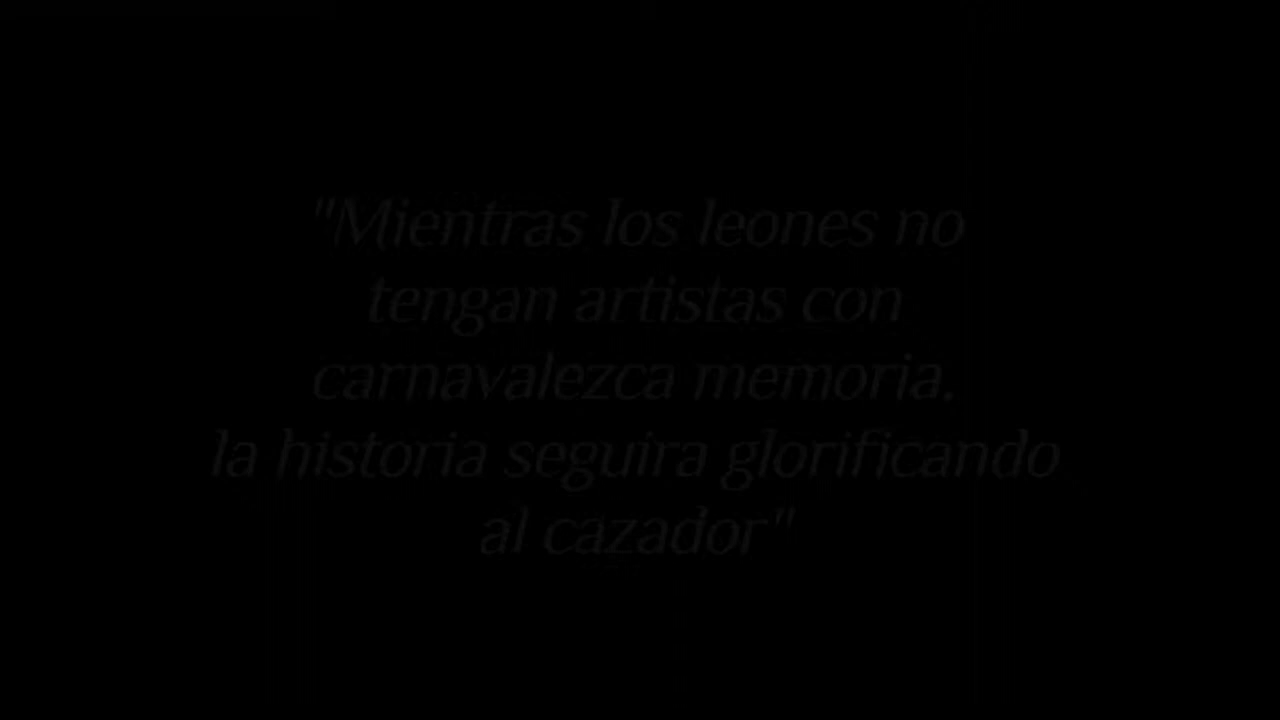 "Mientras los leones no
tengan artistas con
carnavalezca memoria.
la historia seguira glorificando
al cazador"